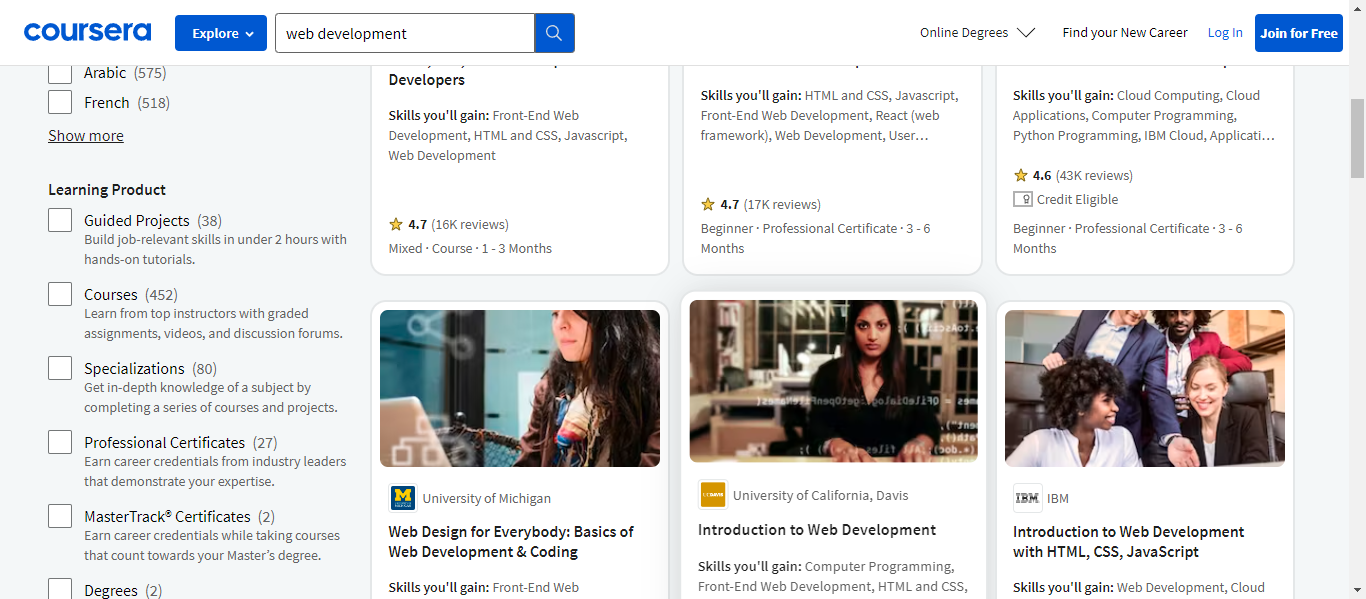 coursera
Explore
web development
Online Degrees
Find your New Career
Log In
Join for Free
Arabic (575)
French (518)
Show more
Learning Product
Guided Projects (38)
Build job-relevant skills in under 2 hours with
hands-on tutorials.
Courses (452)
Learn from top instructors with graded
assignments, videos, and discussion forums.
Specializations (80)
Get in-depth knowledge of a subject by
completing a series of courses and projects.
Professional Certificates (27)
Earn career credentials from industry leaders
that demonstrate your expertise.
MasterTrack® Certificates (2)
Earn career credentials while taking courses
that count towards your Master's degree.
Degrees (2)
Developers
Skills you'll gain: Front-End Web
Development, HTML and CSS, Javascript,
Web Development
4.7 (16K reviews)
Mixed · Course · 1 - 3 Months
Skills you'll gain: HTML and CSS, Javascript,
Front-End Web Development, React (web
framework), Web Development, User…
4.7 (17K reviews)
Beginner · Professional Certificate · 3 - 6
Months
Skills you'll gain: Cloud Computing, Cloud
Applications, Computer Programming,
Python Programming, IBM Cloud, Applicati…
4.6 (43K reviews)
Credit Eligible
Beginner · Professional Certificate · 3 - 6
Months
University of Michigan
Web Design for Everybody: Basics of
Web Development & Coding
Skills you'll gain: Front-End Web
UC DAVIS
University of California, Davis
Introduction to Web Development
Skills you'll gain: Computer Programming,
Front-End Web Development, HTML and CSS,
IBM
IBM
Introduction to Web Development
with HTML, CSS, JavaScript
Skills you'll gain: Web Development, Cloud